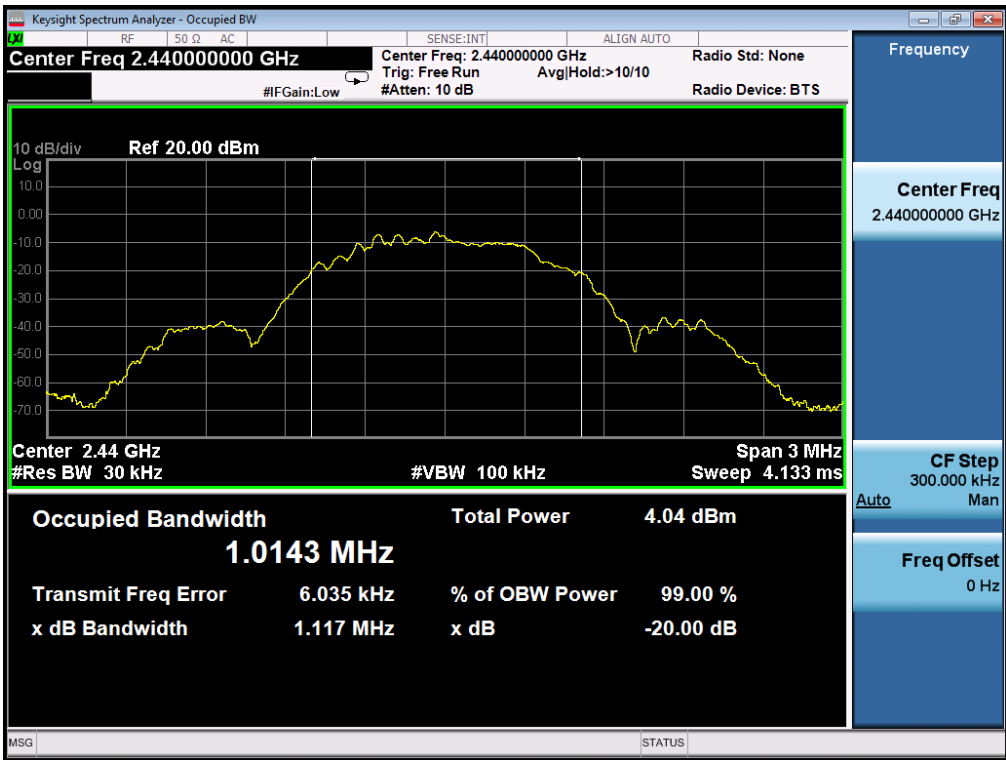 Keysight Spectrum Analyzer - Occupied BW
LXI RF 50 Ω AC SENSE:INT ALIGN AUTO
Center Freq 2.440000000 GHz
Center Freq: 2.440000000 GHz Radio Std: None
Trig: Free Run Avg|Hold:>10/10
#IFGain:Low #Atten: 10 dB Radio Device: BTS
10 dB/div Ref 20.00 dBm
Log
10.0
0.00
-10.0
-20.0
-30.0
-40.0
-50.0
-60.0
-70.0
Center 2.44 GHz Span 3 MHz
#Res BW 30 kHz #VBW 100 kHz Sweep 4.133 ms
Occupied Bandwidth Total Power 4.04 dBm
1.0143 MHz
Transmit Freq Error 6.035 kHz % of OBW Power 99.00 %
x dB Bandwidth 1.117 MHz x dB -20.00 dB
Frequency
Center Freq
2.440000000 GHz
CF Step
300.000 kHz
Auto Man
Freq Offset
0 Hz
MSG STATUS